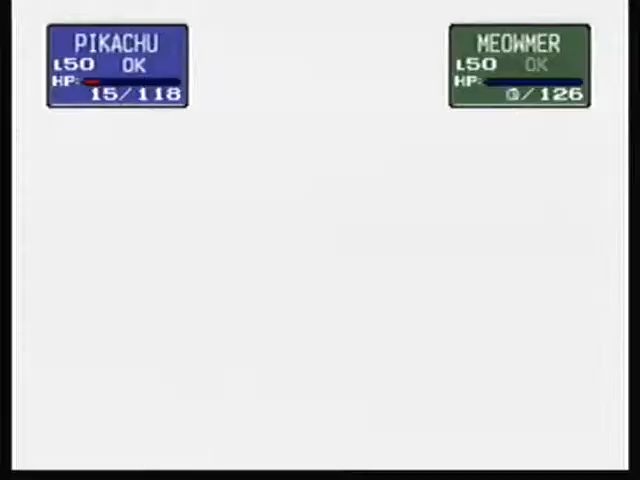 PIKACHU
L50 OK
HP:
15/118
MEOWMER
L50 OK
HP:
0/126